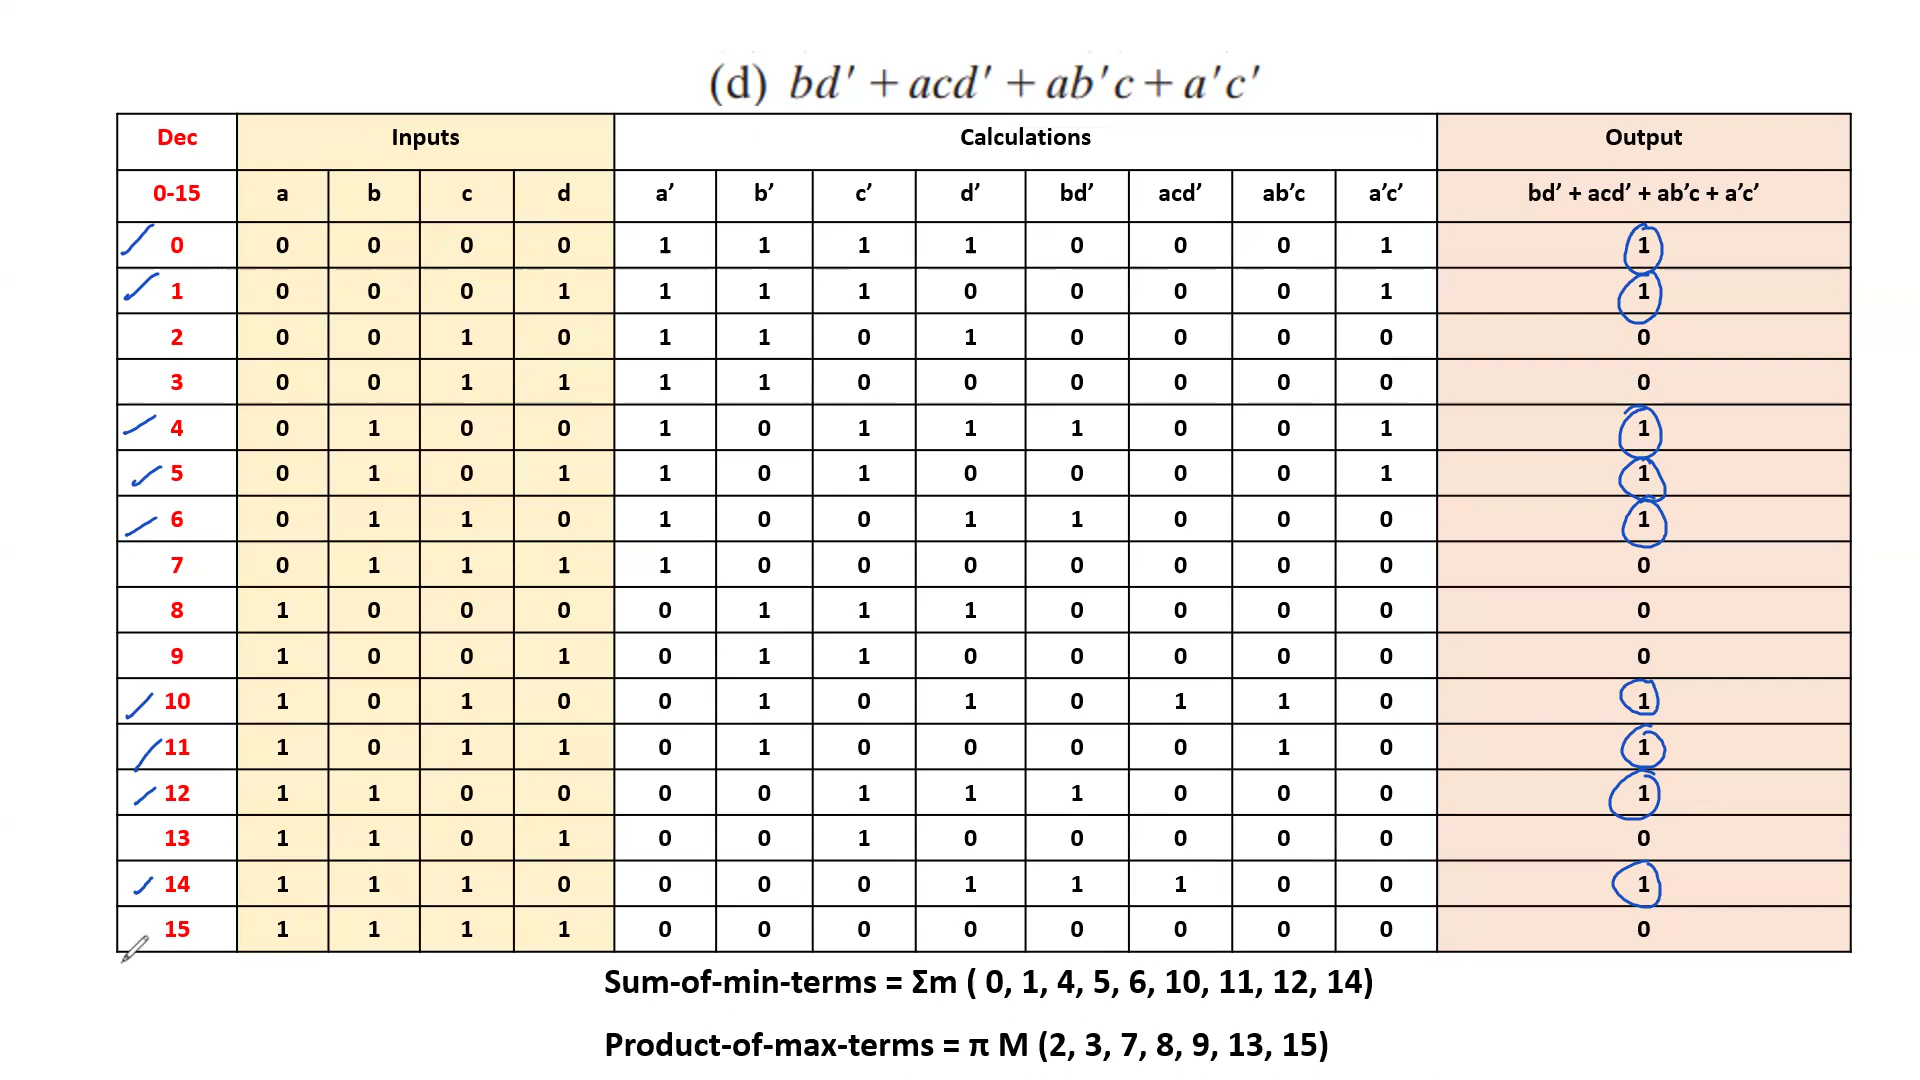 (d) bd′ + acd′ + ab′c + a′c′
Dec Inputs Calculations Output
0-15 a b c d a’ b’ c’ d’ bd’ acd’ ab’c a’c’ bd’ + acd’ + ab’c + a’c’
0 0 0 0 0 1 1 1 1 0 0 0 1 1
1 0 0 0 1 1 1 1 0 0 0 0 1 1
2 0 0 1 0 1 1 0 1 0 0 0 0 0
3 0 0 1 1 1 1 0 0 0 0 0 0 0
4 0 1 0 0 1 0 1 1 1 0 0 1 1
5 0 1 0 1 1 0 1 0 0 0 0 1 1
6 0 1 1 0 1 0 0 1 1 0 0 0 1
7 0 1 1 1 1 0 0 0 0 0 0 0 0
8 1 0 0 0 0 1 1 1 0 0 0 0 0
9 1 0 0 1 0 1 1 0 0 0 0 0 0
10 1 0 1 0 0 1 0 1 0 1 1 0 1
11 1 0 1 1 0 1 0 0 0 0 1 0 1
12 1 1 0 0 0 0 1 1 1 0 0 0 1
13 1 1 0 1 0 0 1 0 0 0 0 0 0
14 1 1 1 0 0 0 0 1 1 1 0 0 1
15 1 1 1 1 0 0 0 0 0 0 0 0 0
Sum-of-min-terms = Σm ( 0, 1, 4, 5, 6, 10, 11, 12, 14)
Product-of-max-terms = π M (2, 3, 7, 8, 9, 13, 15)